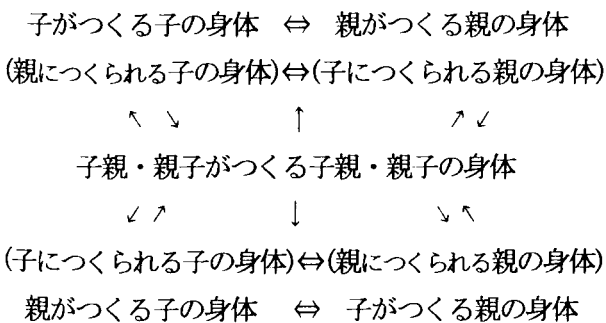 子がつくる子の身体 ⇔ 親がつくる親の身体
(親につくられる子の身体)⇔(子につくられる親の身体)
↖ ↘ ↑ ↗ ↙
子親・親子がつくる子親・親子の身体
↙ ↗ ↓ ↘ ↖
(子につくられる子の身体)⇔(親につくられる親の身体)
親がつくる子の身体 ⇔ 子がつくる親の身体